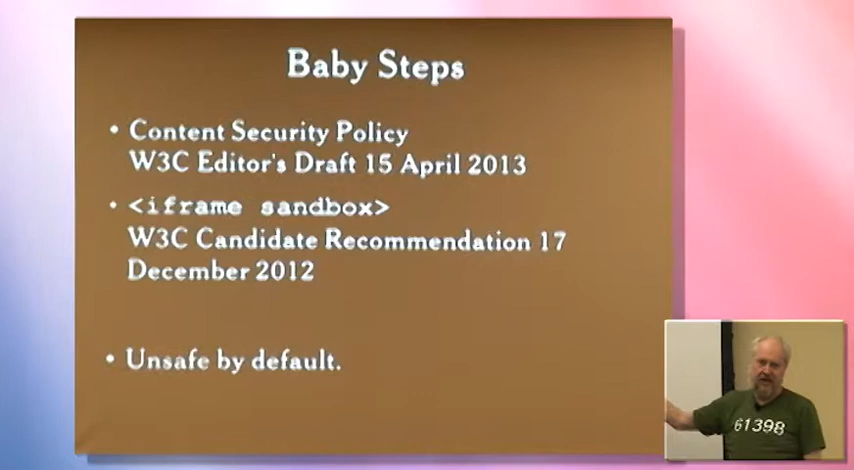 Baby Steps
• Content Security Policy
W3C Editor's Draft 15 April 2013
• <iframe sandbox>
W3C Candidate Recommendation 17
December 2012
• Unsafe by default.
61398